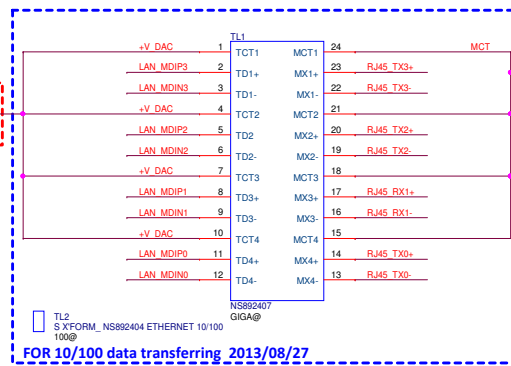 TL1
+V_DAC 1 TCT1 MCT1 24 MCT
LAN_MDIP3 2 TD1+ MX1+ 23 RJ45_TX3+
LAN_MDIN3 3 TD1- MX1- 22 RJ45_TX3-
+V_DAC 4 TCT2 MCT2 21
LAN_MDIP2 5 TD2 MX2+ 20 RJ45_TX2+
LAN_MDIN2 6 TD2- MX2- 19 RJ45_TX2-
+V_DAC 7 TCT3 MCT3 18
LAN_MDIP1 8 TD3+ MX3+ 17 RJ45_RX1+
LAN_MDIN1 9 TD3- MX3- 16 RJ45_RX1-
+V_DAC 10 TCT4 MCT4 15
LAN_MDIP0 11 TD4+ MX4+ 14 RJ45_TX0+
LAN_MDIN0 12 TD4- MX4- 13 RJ45_TX0-
NS892407
GIGA@
TL2
S X'FORM_ NS892404 ETHERNET 10/100
100@
FOR 10/100 data transferring 2013/08/27